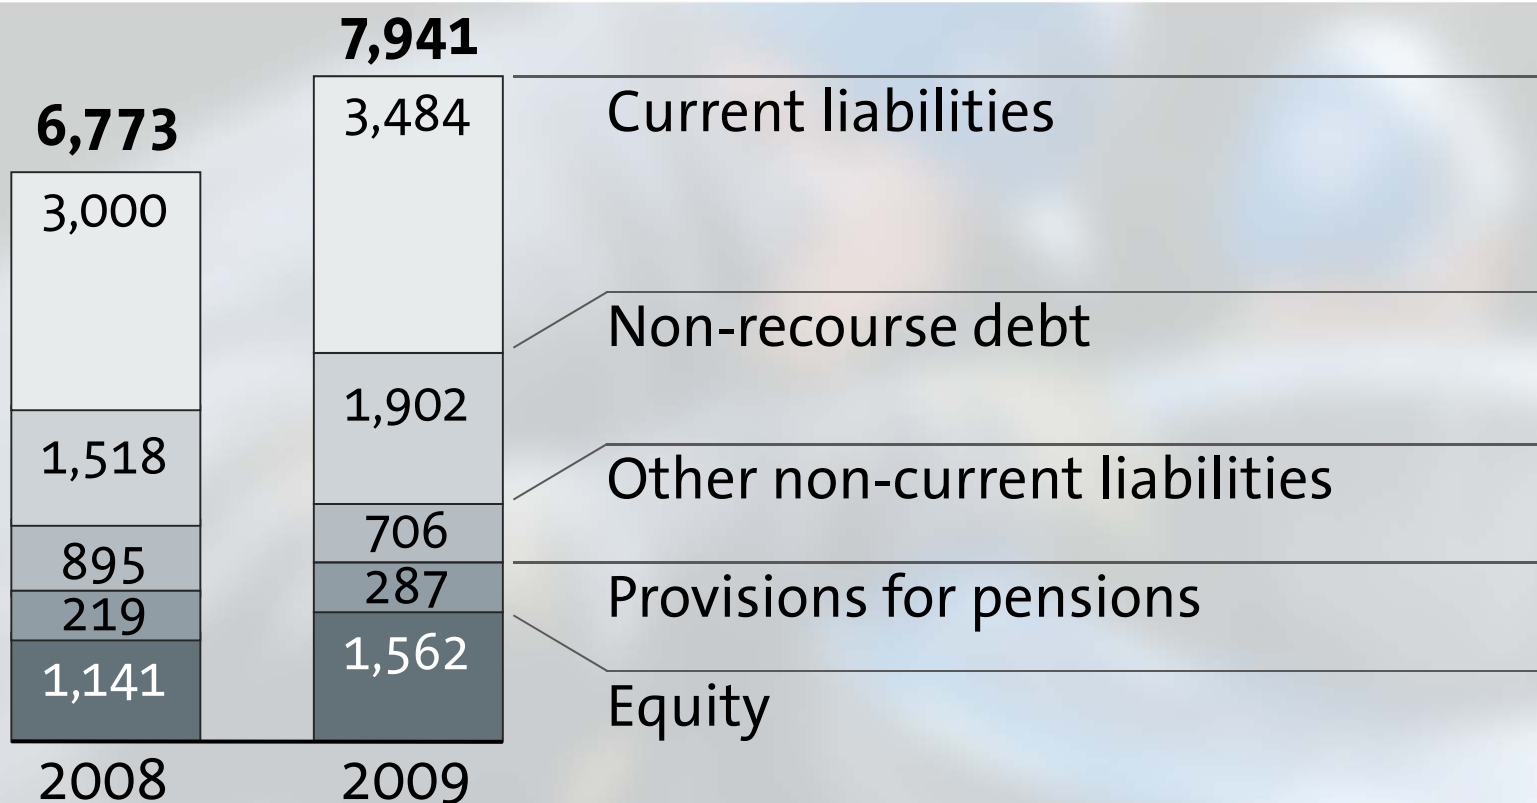 7,941
6,773
3,484
Current liabilities
3,000
Non-recourse debt
1,902
1,518
Other non-current liabilities
706
895
287
Provisions for pensions
219
1,562
1,141
Equity
2008
2009